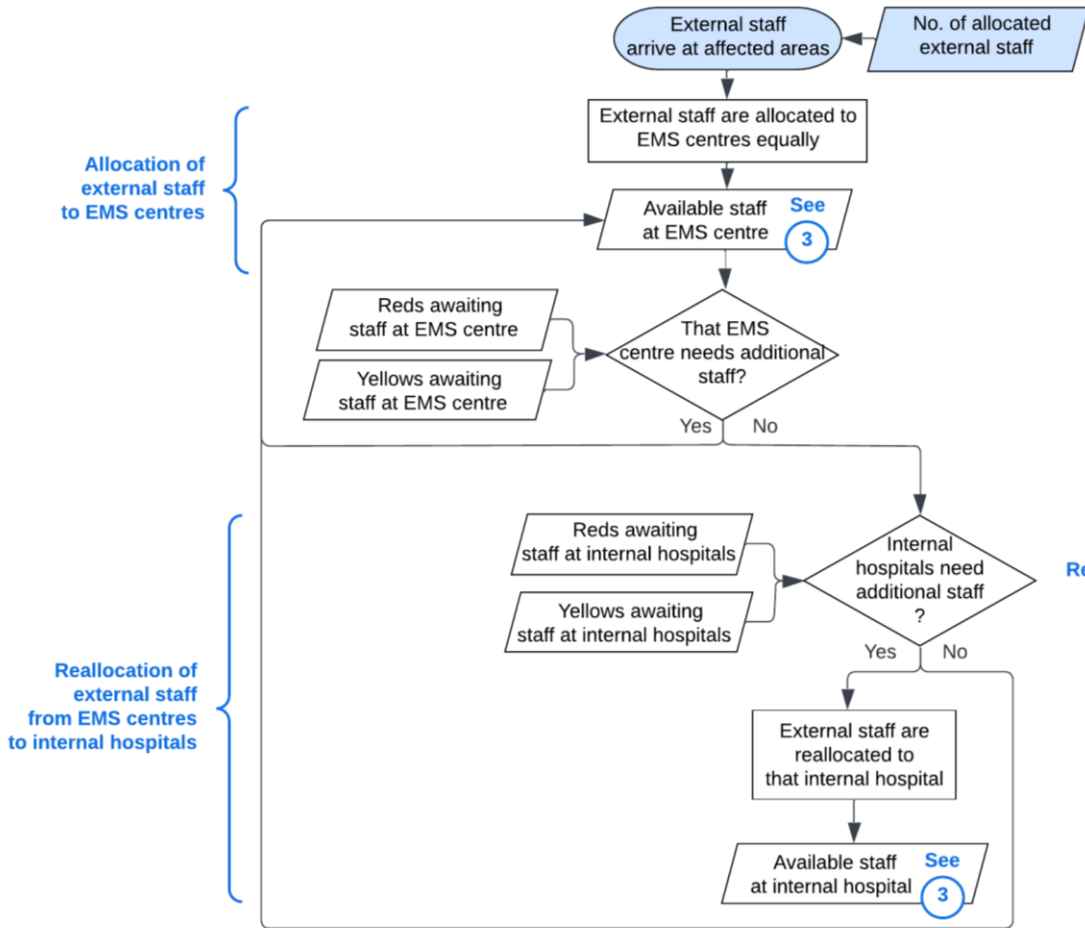 External staff
arrive at affected areas
No. of allocated
external staff
External staff are allocated to
EMS centres equally
Allocation of
external staff
to EMS centres
Available staff
at EMS centre
See
3
Reds awaiting
staff at EMS centre
Yellows awaiting
staff at EMS centre
That EMS
centre needs additional
staff?
Yes
No
Reds awaiting
staff at internal hospitals
Yellows awaiting
staff at internal hospitals
Internal
hospitals need
additional staff
?
Re
Yes
No
Reallocation of
external staff
from EMS centres
to internal hospitals
External staff are
reallocated to
that internal hospital
Available staff
at internal hospital
See
3